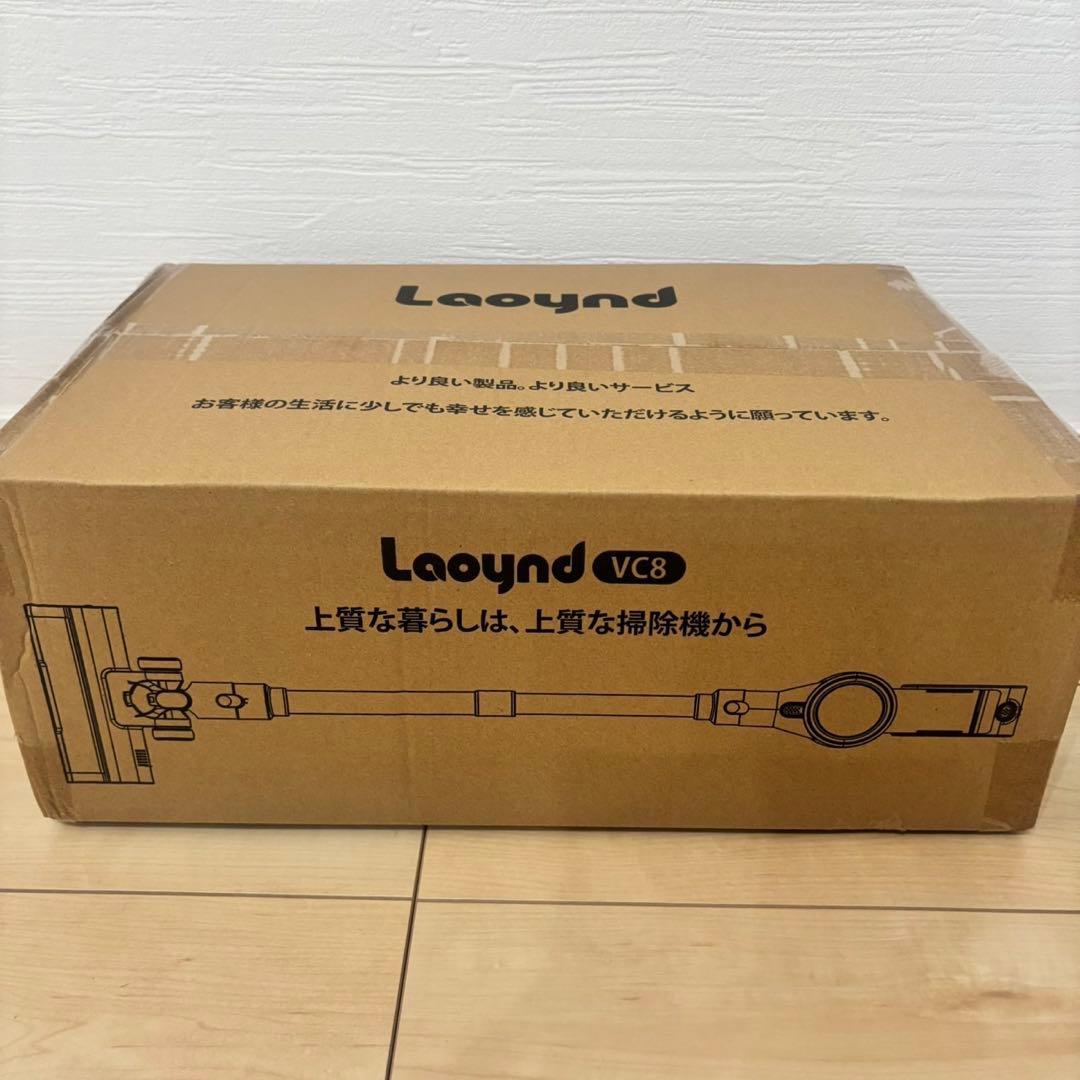 Laoynd
より良い製品。より良いサービス
お客様の生活に少しでも幸せを感じていただけるように願っています。
Laoynd VC8
上質な暮らしは、上質な掃除機から